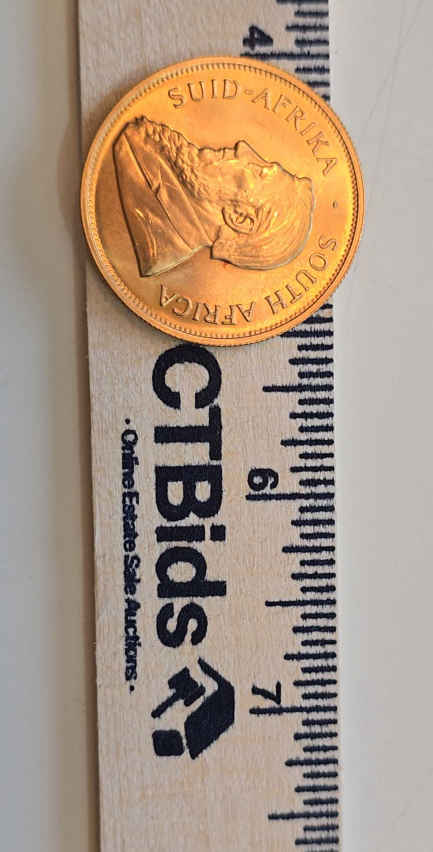 SUID-AFRIKA · SOUTH AFRICA
4
6
7
CTBids
· Online Estate Sale Auctions ·